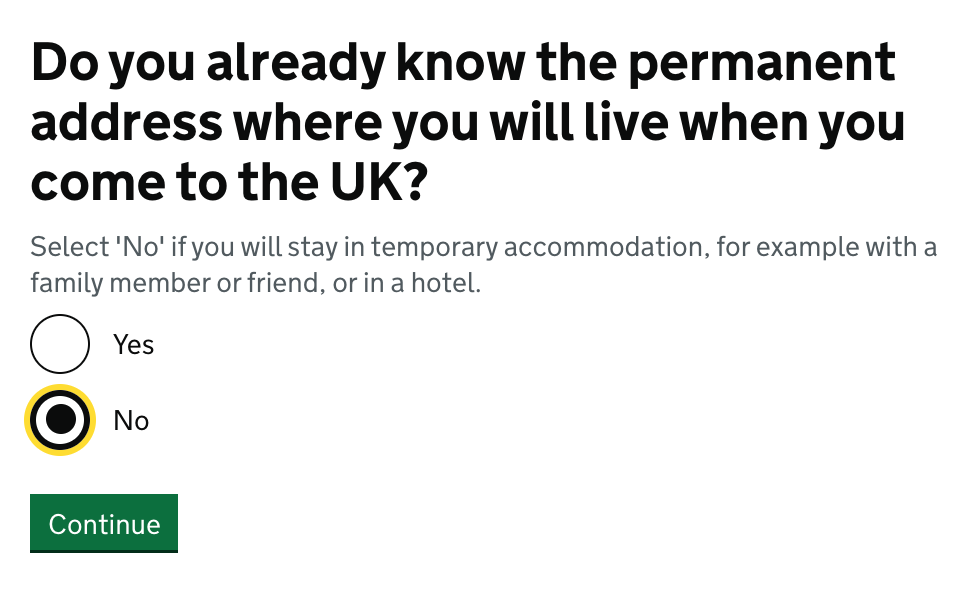 Do you already know the permanent
address where you will live when you
come to the UK?
Select 'No' if you will stay in temporary accommodation, for example with a
family member or friend, or in a hotel.
Yes
No
Continue